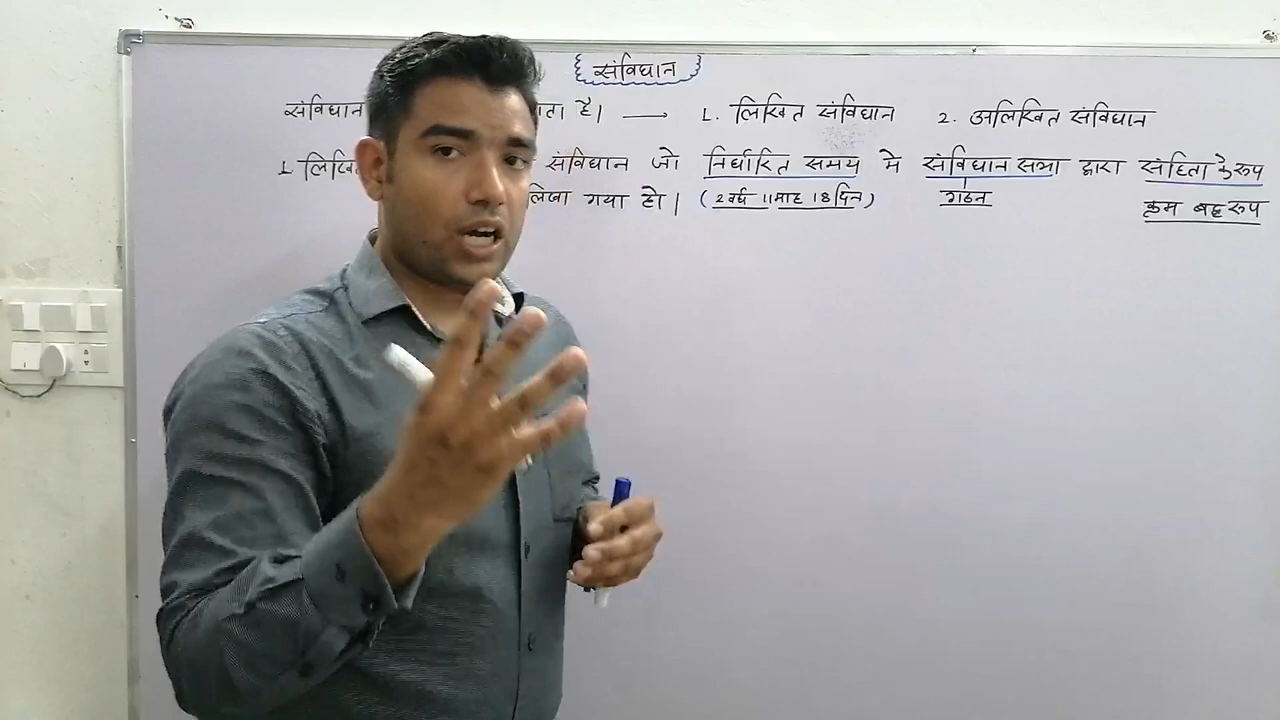 संविधान
संविधान ाता है। → 1. लिखित संविधान 2. अलिखित संविधान
1 लिखि संविधान जो निर्धारित समय मे संविधान सभा द्वारा संहिता के रूप
लिखा गया हो। (2 वर्ष 11 माह 18 दिन) गठन क्रम बद्ध रूप